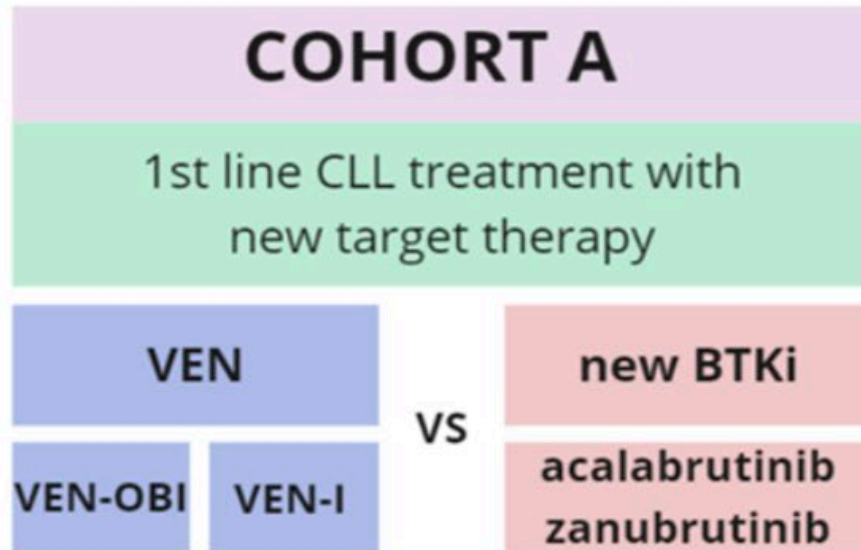 COHORT A
1st line CLL treatment with
new target therapy
VEN
new BTKi
VS
VEN-OBI
VEN-I
acalabrutinib
zanubrutinib